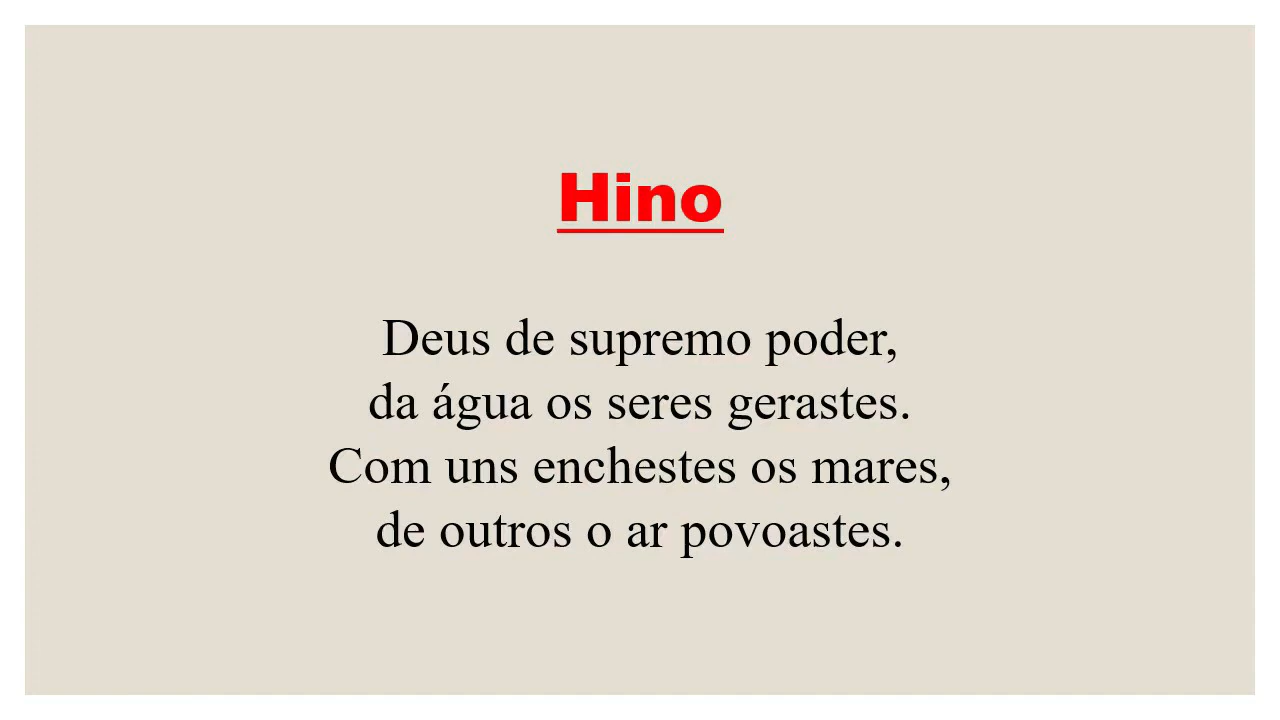 Hino
Deus de supremo poder,
da água os seres gerastes.
Com uns enchestes os mares,
de outros o ar povoastes.